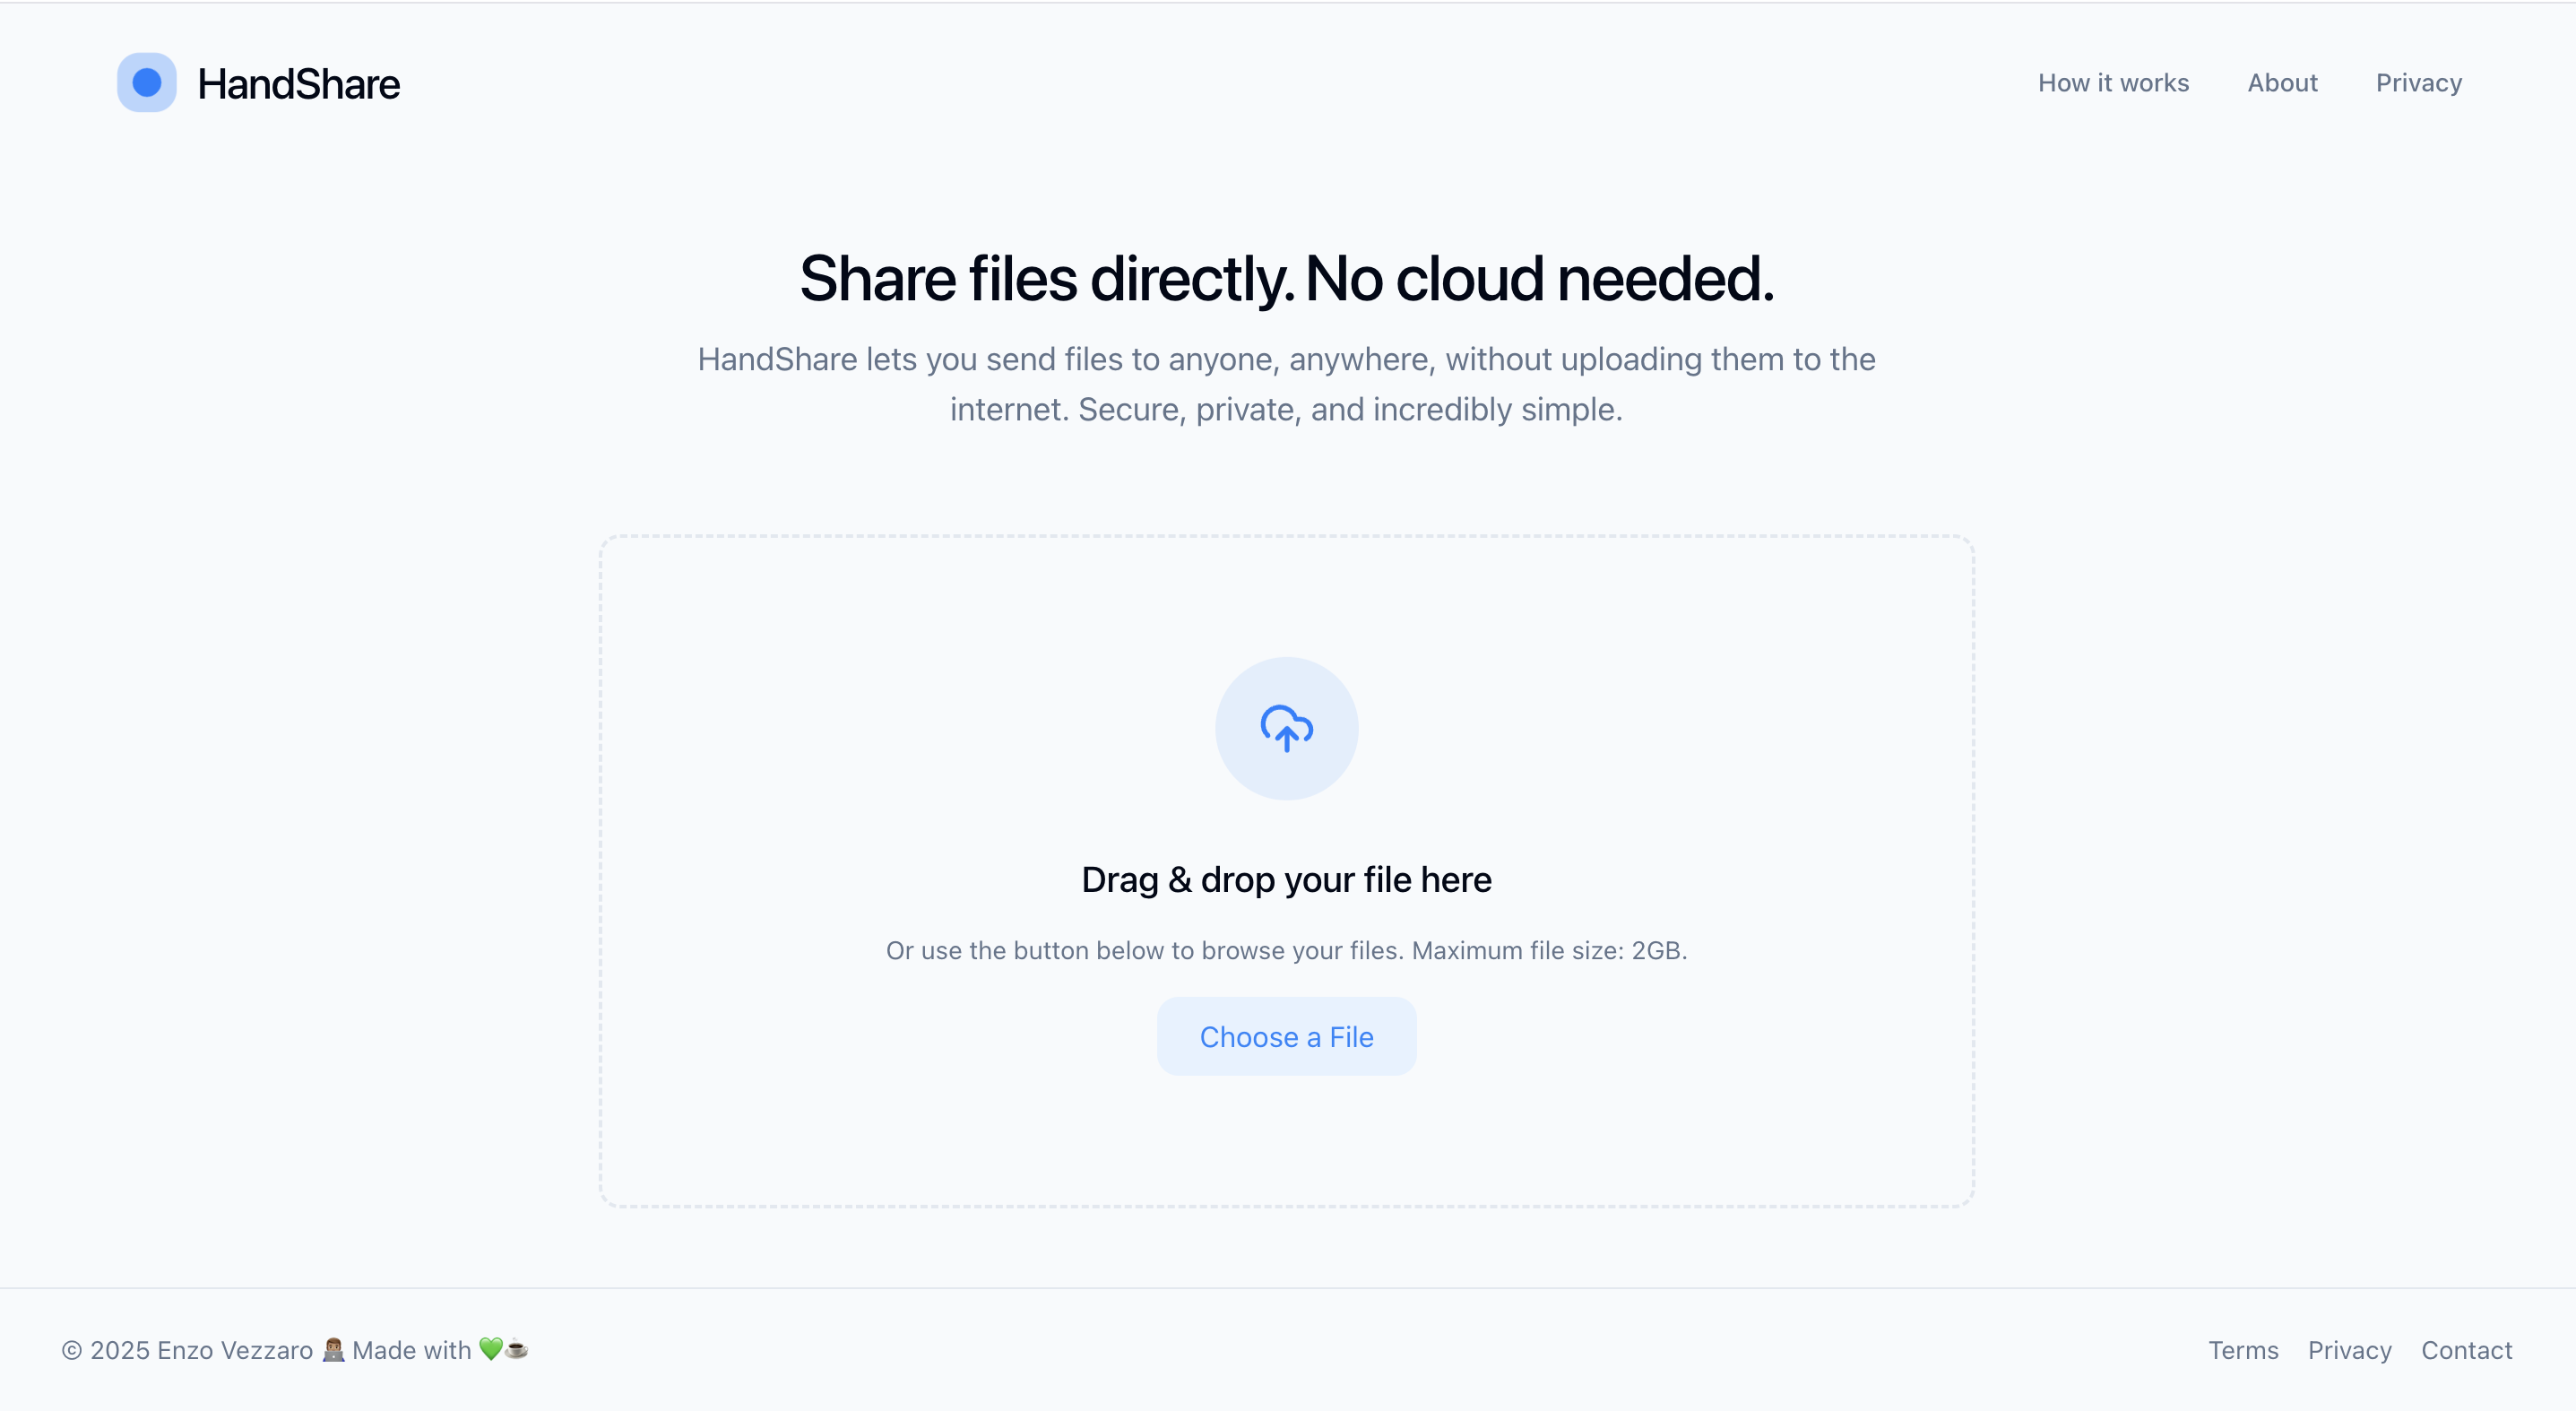 HandShare
How it works
About
Privacy
Share files directly. No cloud needed.
HandShare lets you send files to anyone, anywhere, without uploading them to the
internet. Secure, private, and incredibly simple.
Drag & drop your file here
Or use the button below to browse your files. Maximum file size: 2GB.
Choose a File
© 2025 Enzo Vezzaro 👨🏽‍💻 Made with 💚☕
Terms
Privacy
Contact